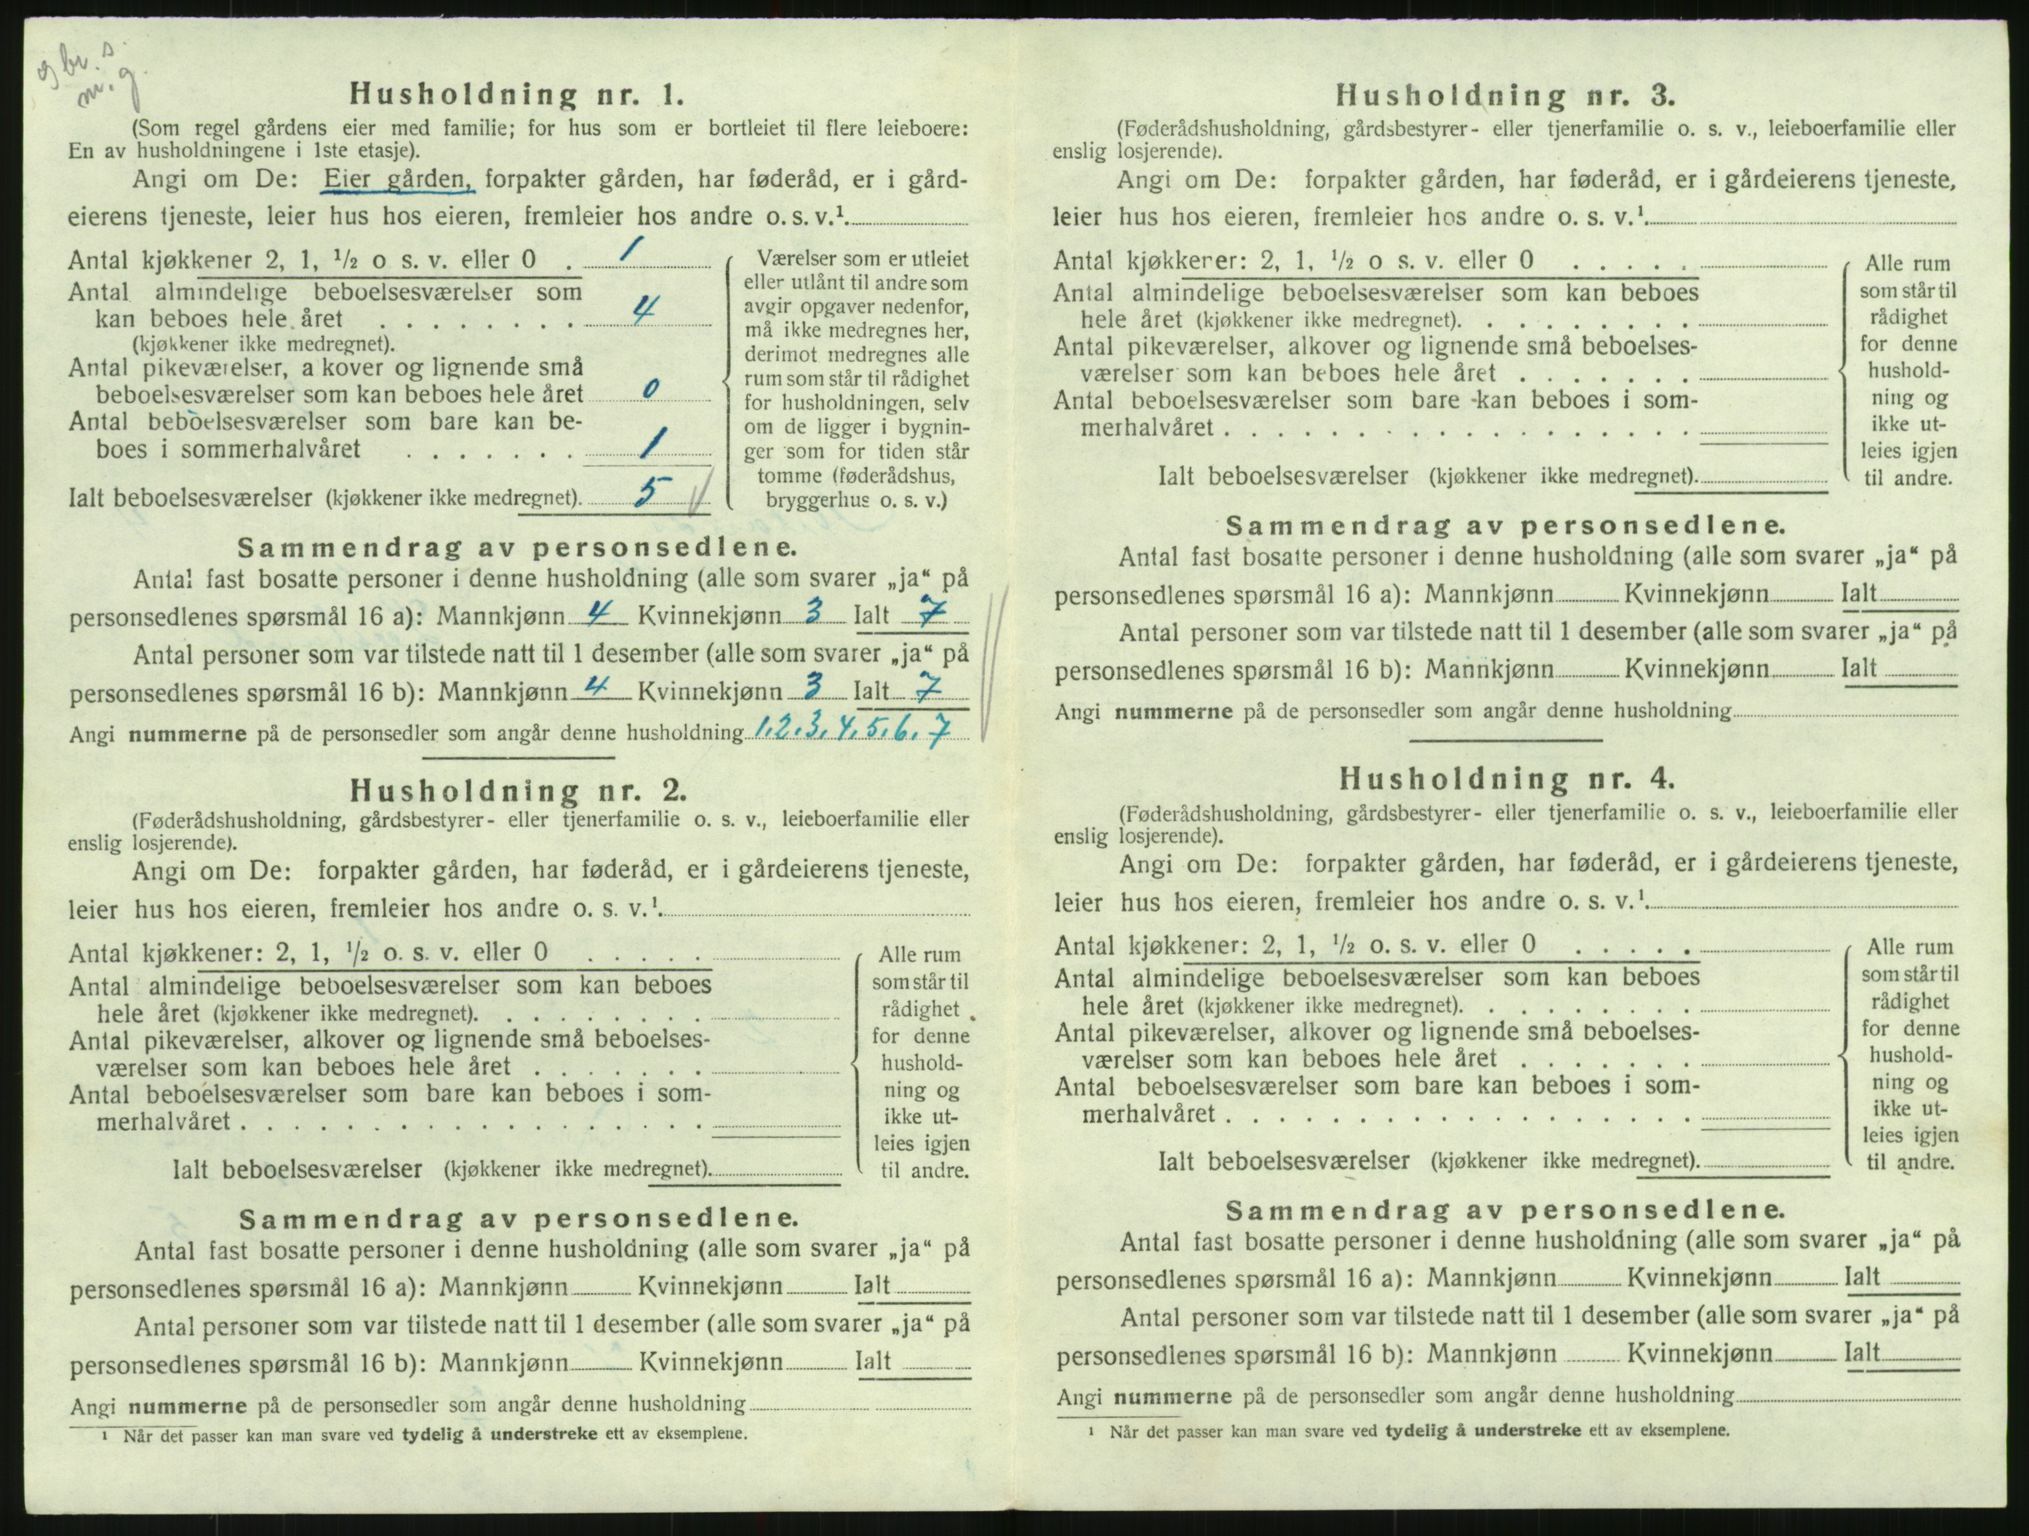 g br. s
m. g.
Husholdning nr. 1.
(Som regel gårdens eier med familie; for hus som er bortleiet til flere leieboere:
En av husholdningene i 1ste etasje).
Angi om De: Eier gården, forpakter gården, har føderåd, er i gård-
eierens tjeneste, leier hus hos eieren, fremleier hos andre o. s. v.¹
Antal kjøkkener 2, 1, ½ o s. v. eller 0 . 1
Antal almindelige beboelsesværelser som
kan beboes hele året . . . . . . . . 4
(kjøkkener ikke medregnet).
Antal pikeværelser, a kover og lignende små
beboelsesværelser som kan beboes hele året 0
Antal beboelsesværelser som bare kan be-
boes i sommerhalvåret . . . . . . . 1
Ialt beboelsesværelser (kjøkkener ikke medregnet). 5
Værelser som er utleiet
eller utlånt til andre som
avgir opgaver nedenfor,
må ikke medregnes her,
derimot medregnes alle
rum som står til rådighet
for husholdningen, selv
om de ligger i bygnin-
ger som for tiden står
tomme (føderådshus,
bryggerhus o. s. v.)
Sammendrag av personsedlene.
Antal fast bosatte personer i denne husholdning (alle som svarer „ja“ på
personsedlenes spørsmål 16 a): Mannkjønn 4 Kvinnekjønn 3 Ialt 7
Antal personer som var tilstede natt til 1 desember (alle som svarer „ja“ på
personsedlenes spørsmål 16 b): Mannkjønn 4 Kvinnekjønn 3 Ialt 7
Angi nummerne på de personsedler som angår denne husholdning 1, 2, 3, 4, 5, 6, 7
Husholdning nr. 2.
(Føderådshusholdning, gårdsbestyrer- eller tjenerfamilie o. s. v., leieboerfamilie eller
enslig losjerende).
Angi om De: forpakter gården, har føderåd, er i gårdeierens tjeneste,
leier hus hos eieren, fremleier hos andre o. s. v.¹
Antal kjøkkener: 2, 1, ½ o. s. v. eller 0 . . . . .
Antal almindelige beboelsesværelser som kan beboes
hele året (kjøkkener ikke medregnet). . . . . . . . .
Antal pikeværelser, alkover og lignende små beboelses-
værelser som kan beboes hele året . . . . . . .
Antal beboelsesværelser som bare kan beboes i som-
merhalvåret . . . . . . . . . . . . . . . . . .
Ialt beboelsesværelser (kjøkkener ikke medregnet).
Alle rum
som står til
rådighet
for denne
hushold-
ning og
ikke ut-
leies igjen
til andre.
Sammendrag av personsedlene.
Antal fast bosatte personer i denne husholdning (alle som svarer „ja“ på
personsedlenes spørsmål 16 a): Mannkjønn Kvinnekjønn Ialt
Antal personer som var tilstede natt til 1 desember (alle som svarer „ja“ på
personsedlenes spørsmål 16 b): Mannkjønn Kvinnekjønn Ialt
Angi nummerne på de personsedler som angår denne husholdning
¹ Når det passer kan man svare ved tydelig å understreke ett av eksemplene.
Husholdning nr. 3.
(Føderådshusholdning, gårdsbestyrer- eller tjenerfamilie o. s. v., leieboerfamilie eller
enslig losjerende).
Angi om De: forpakter gården, har føderåd, er i gårdeierens tjeneste,
leier hus hos eieren, fremleier hos andre o. s. v.¹
Antal kjøkkener: 2, 1, ½ o s. v. eller 0 . . . . .
Antal almindelige beboelsesværelser som kan beboes
hele året (kjøkkener ikke medregnet). . . . . . . . .
Antal pikeværelser, alkover og lignende små beboelses-
værelser som kan beboes hele året . . . . . . .
Antal beboelsesværelser som bare kan beboes i som-
merhalvåret . . . . . . . . . . . . . . . . . .
Ialt beboelsesværelser (kjøkkener ikke medregnet).
Alle rum
som står til
rådighet
for denne
hushold-
ning og
ikke ut-
leies igjen
til andre.
Sammendrag av personsedlene.
Antal fast bosatte personer i denne husholdning (alle som svarer „ja“ på
personsedlenes spørsmål 16 a): Mannkjønn Kvinnekjønn Ialt
Antal personer som var tilstede natt til 1 desember (alle som svarer „ja“ på
personsedlenes spørsmål 16 b): Mannkjønn Kvinnekjønn Ialt
Angi nummerne på de personsedler som angår denne husholdning
Husholdning nr. 4.
(Føderådshusholdning, gårdsbestyrer- eller tjenerfamilie o. s. v., leieboerfamilie eller
enslig losjerende).
Angi om De: forpakter gården, har føderåd, er i gårdeierens tjeneste,
leier hus hos eieren, fremleier hos andre o. s. v.¹
Antal kjøkkener: 2, 1, ½ o. s. v. eller 0 . . . . .
Antal almindelige beboelsesværelser som kan beboes
hele året (kjøkkener ikke medregnet). . . . . . . . .
Antal pikeværelser, alkover og lignende små beboelses-
værelser som kan beboes hele året . . . . . . .
Antal beboelsesværelser som bare kan beboes i som-
merhalvåret . . . . . . . . . . . . . . . . . .
Ialt beboelsesværelser (kjøkkener ikke medregnet).
Alle rum
som står til
rådighet
for denne
hushold-
ning og
ikke ut-
leies igjen
til andre.
Sammendrag av personsedlene.
Antal fast bosatte personer i denne husholdning (alle som svarer „ja“ på
personsedlenes spørsmål 16 a): Mannkjønn Kvinnekjønn Ialt
Antal personer som var tilstede natt til 1 desember (alle som svarer „ja“ på
personsedlenes spørsmål 16 b): Mannkjønn Kvinnekjønn Ialt
Angi nummerne på de personsedler som angår denne husholdning
¹ Når det passer kan man svare ved tydelig å understreke ett av eksemplene.